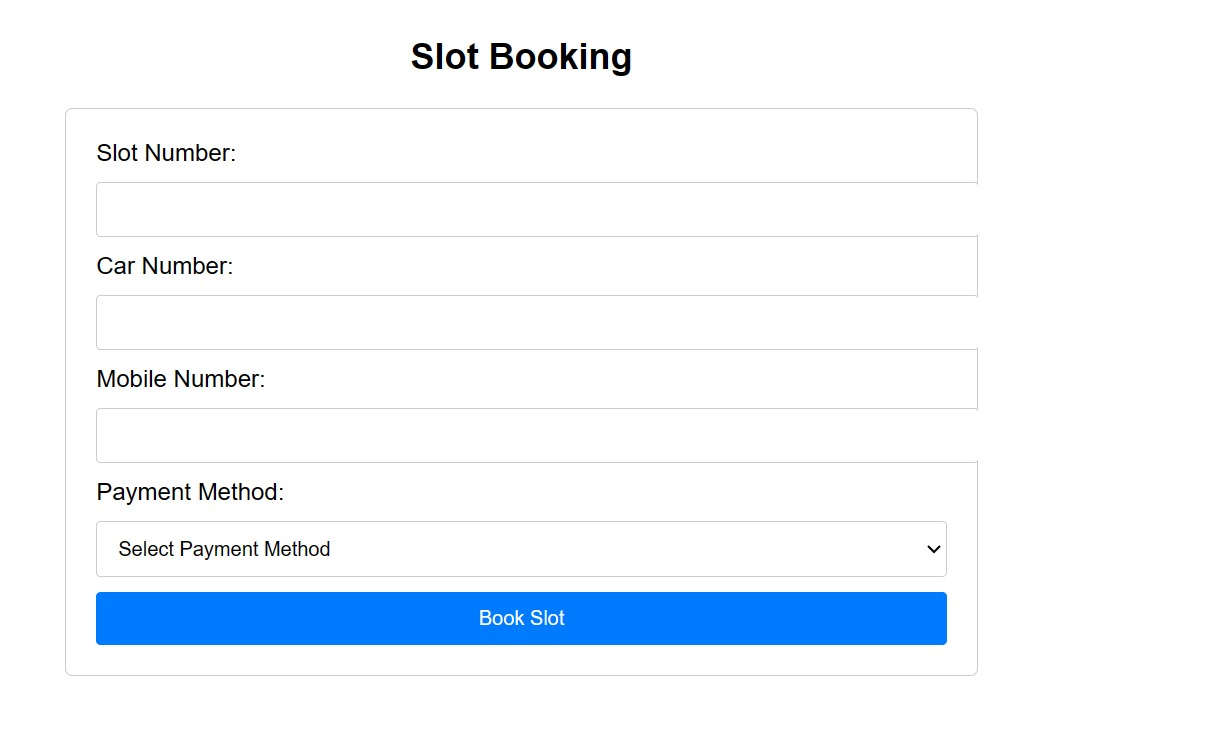 Slot Booking
Slot Number:
Car Number:
Mobile Number:
Payment Method:
Select Payment Method
Book Slot